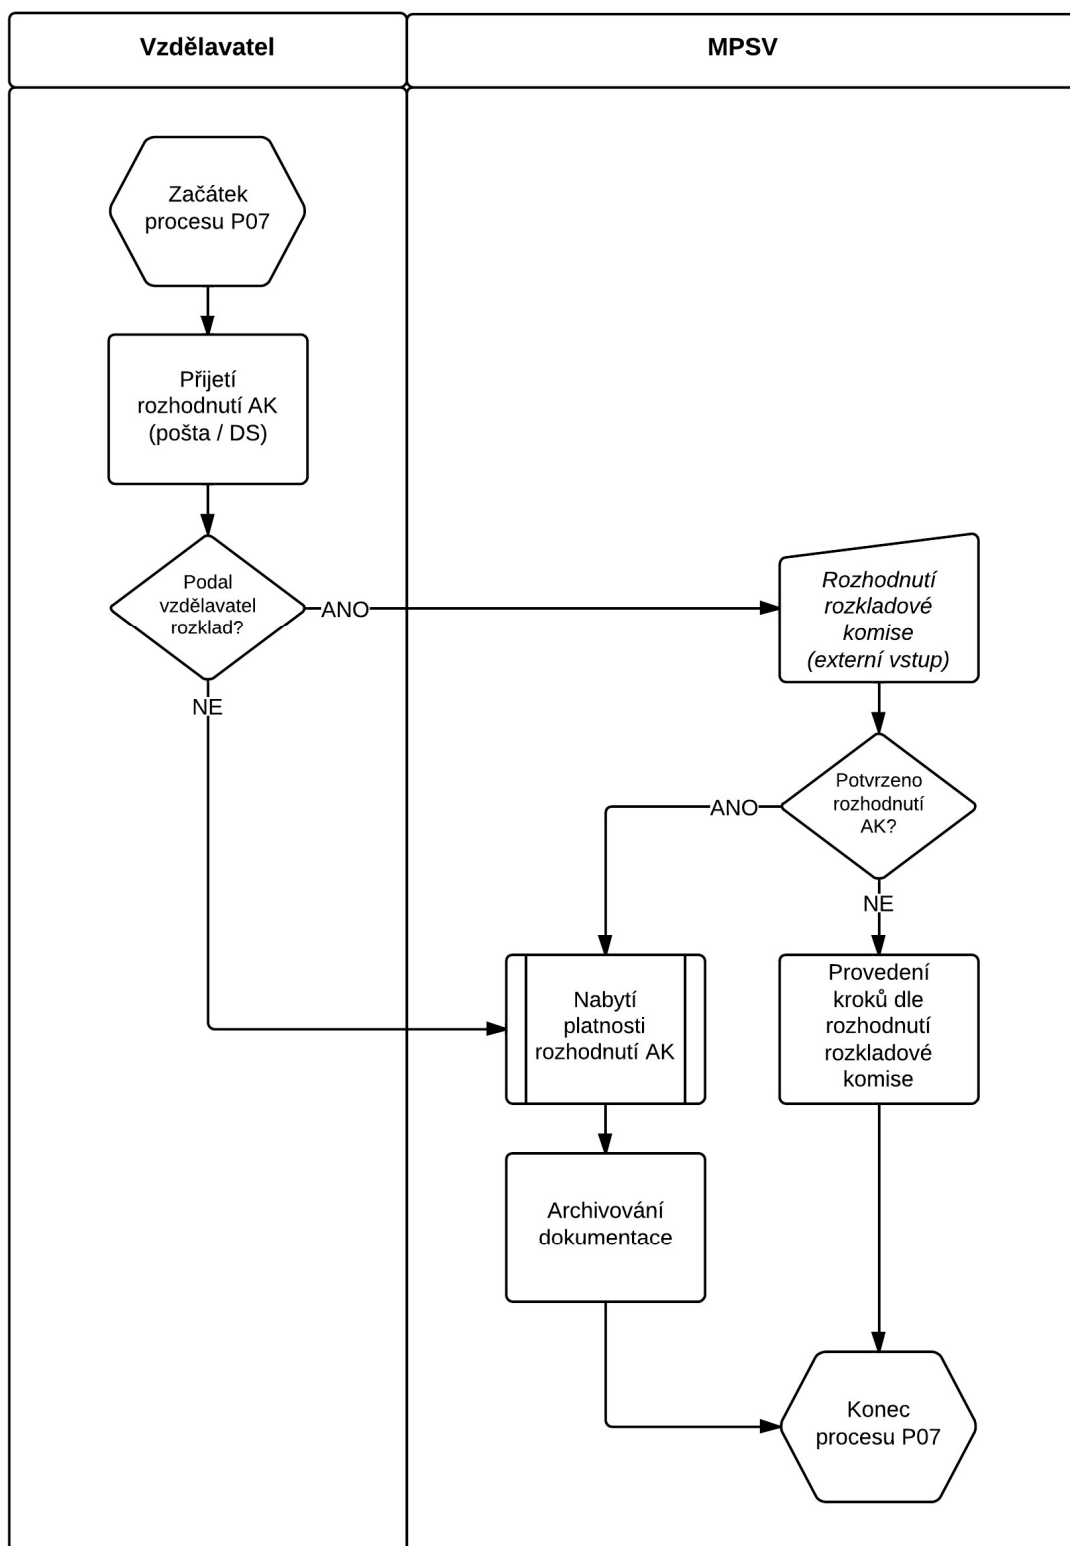 Vzdělavatel
MPSV
Začátek
procesu P07
Přijetí
rozhodnutí AK
(pošta / DS)
Podal
vzdělavatel
rozklad?
ANO
NE
Rozhodnutí
rozkladové
komise
(externí vstup)
Potvrzeno
rozhodnutí
AK?
ANO
NE
Nabytí
platnosti
rozhodnutí AK
Provedení
kroků dle
rozhodnutí
rozkladové
komise
Archivování
dokumentace
Konec
procesu P07